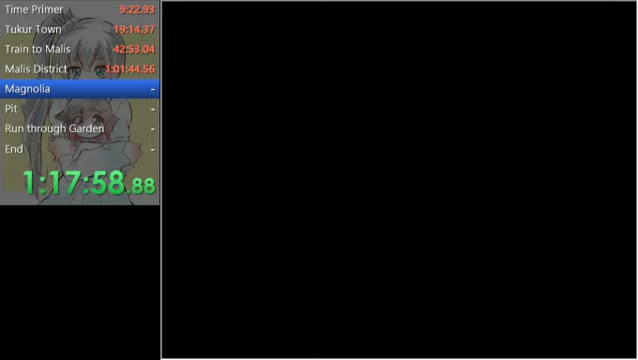 Time Primer 9:22.93
Tukur Town 19:14.37
Train to Malis 42:53.04
Malis District 1:01:44.56
Magnolia -
Pit -
Run through Garden -
End -
1:17:58.88